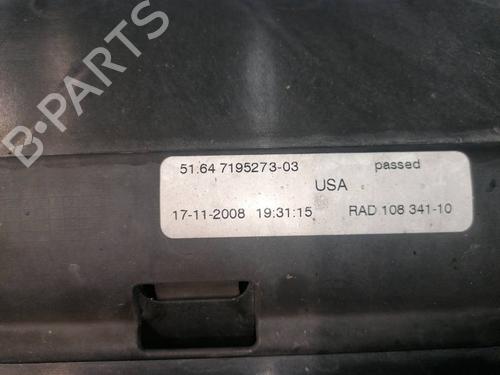 51.64 7195273-03 passed
USA
17-11-2008 19:31:15 RAD 108 341-10
B-PARTS